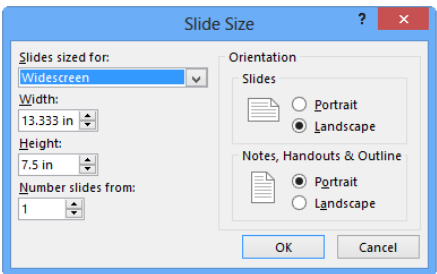 Slide Size
?
Slides sized for:
Widescreen
Width:
13.333 in
Height:
7.5 in
Number slides from:
1
Orientation
Slides
Portrait
Landscape
Notes, Handouts & Outline
Portrait
Landscape
OK
Cancel